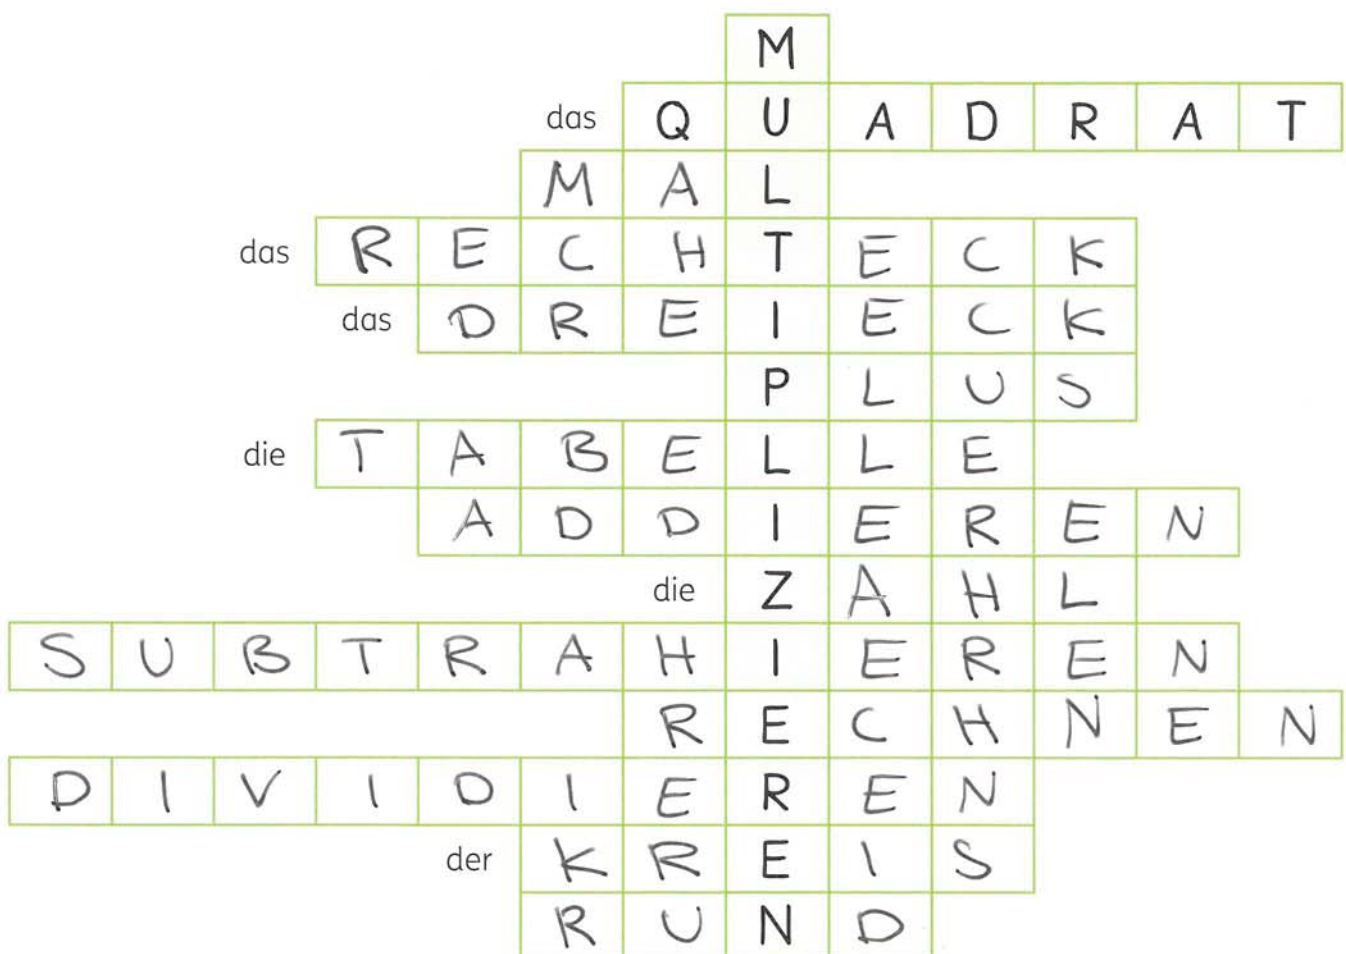 M
das QUADRAT
MAL
das RECHTECK
das DREIECK
PLUS
die TABELLE
ADDIEREN
die ZAHL
SUBTRAHIEREN
RECHNEN
DIVIDIEREN
der KREIS
RUND